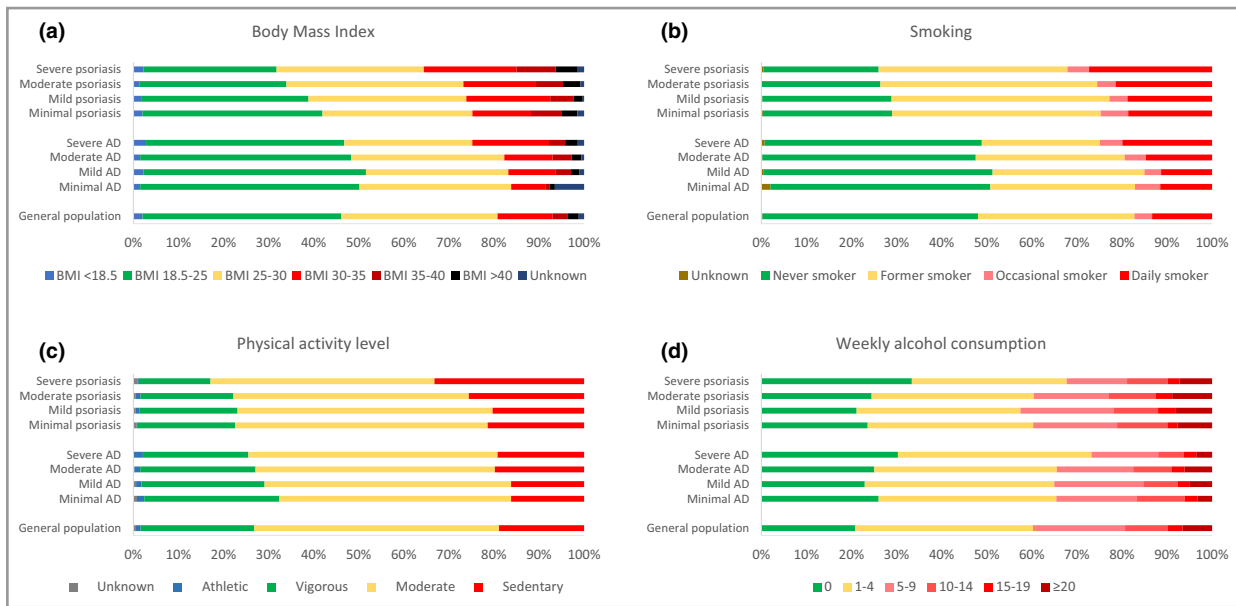 (a)
Body Mass Index
Severe psoriasis
Moderate psoriasis
Mild psoriasis
Minimal psoriasis
Severe AD
Moderate AD
Mild AD
Minimal AD
General population
0% 10% 20% 30% 40% 50% 60% 70% 80% 90% 100%
BMI <18.5 BMI 18.5-25 BMI 25-30 BMI 30-35 BMI 35-40 BMI >40 Unknown
(b)
Smoking
Severe psoriasis
Moderate psoriasis
Mild psoriasis
Minimal psoriasis
Severe AD
Moderate AD
Mild AD
Minimal AD
General population
0% 10% 20% 30% 40% 50% 60% 70% 80% 90% 100%
Unknown Never smoker Former smoker Occasional smoker Daily smoker
(c)
Physical activity level
Severe psoriasis
Moderate psoriasis
Mild psoriasis
Minimal psoriasis
Severe AD
Moderate AD
Mild AD
Minimal AD
General population
0% 10% 20% 30% 40% 50% 60% 70% 80% 90% 100%
Unknown Athletic Vigorous Moderate Sedentary
(d)
Weekly alcohol consumption
Severe psoriasis
Moderate psoriasis
Mild psoriasis
Minimal psoriasis
Severe AD
Moderate AD
Mild AD
Minimal AD
General population
0% 10% 20% 30% 40% 50% 60% 70% 80% 90% 100%
0 1-4 5-9 10-14 15-19 ≥20